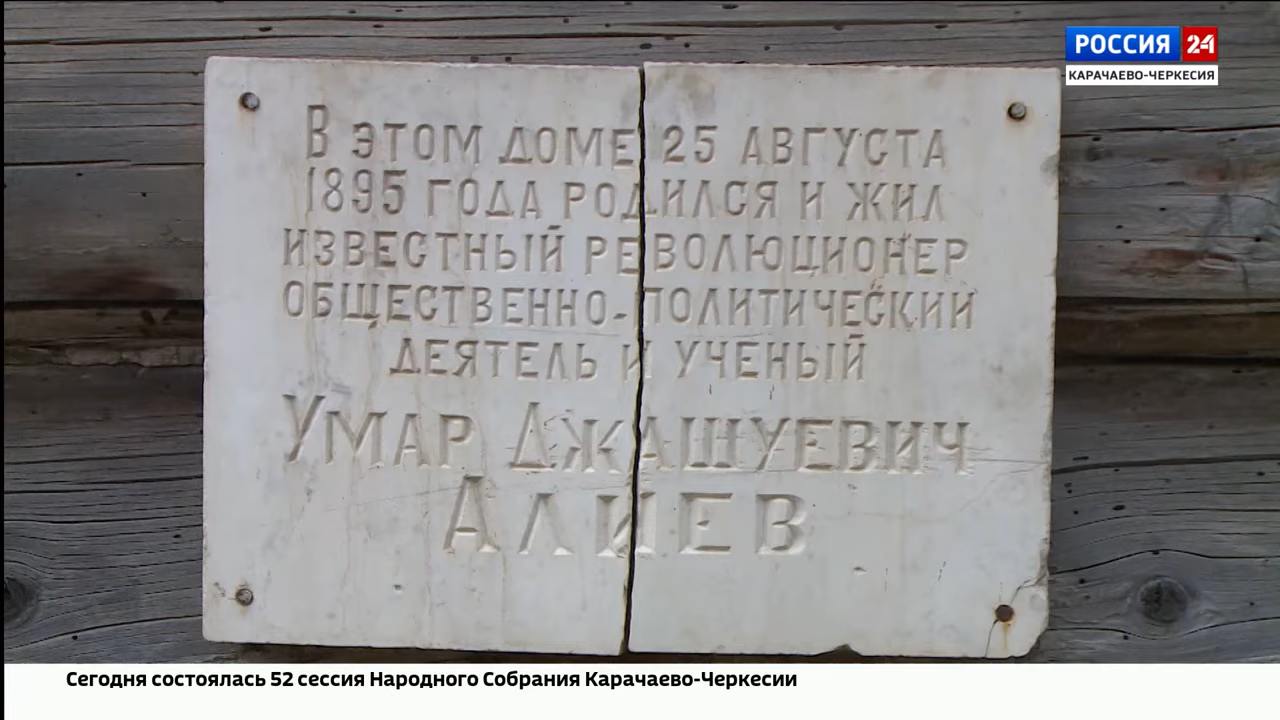 РОССИЯ 24
КАРАЧАЕВО-ЧЕРКЕСИЯ
В ЭТОМ ДОМЕ 25 АВГУСТА
1895 ГОДА РОДИЛСЯ И ЖИЛ
ИЗВЕСТНЫЙ РЕВОЛЮЦИОНЕР
ОБЩЕСТВЕННО-ПОЛИТИЧЕСКИЙ
ДЕЯТЕЛЬ И УЧЕНЫЙ
УМАР ДЖАШУЕВИЧ
АЛИЕВ
Сегодня состоялась 52 сессия Народного Собрания Карачаево-Черкесии